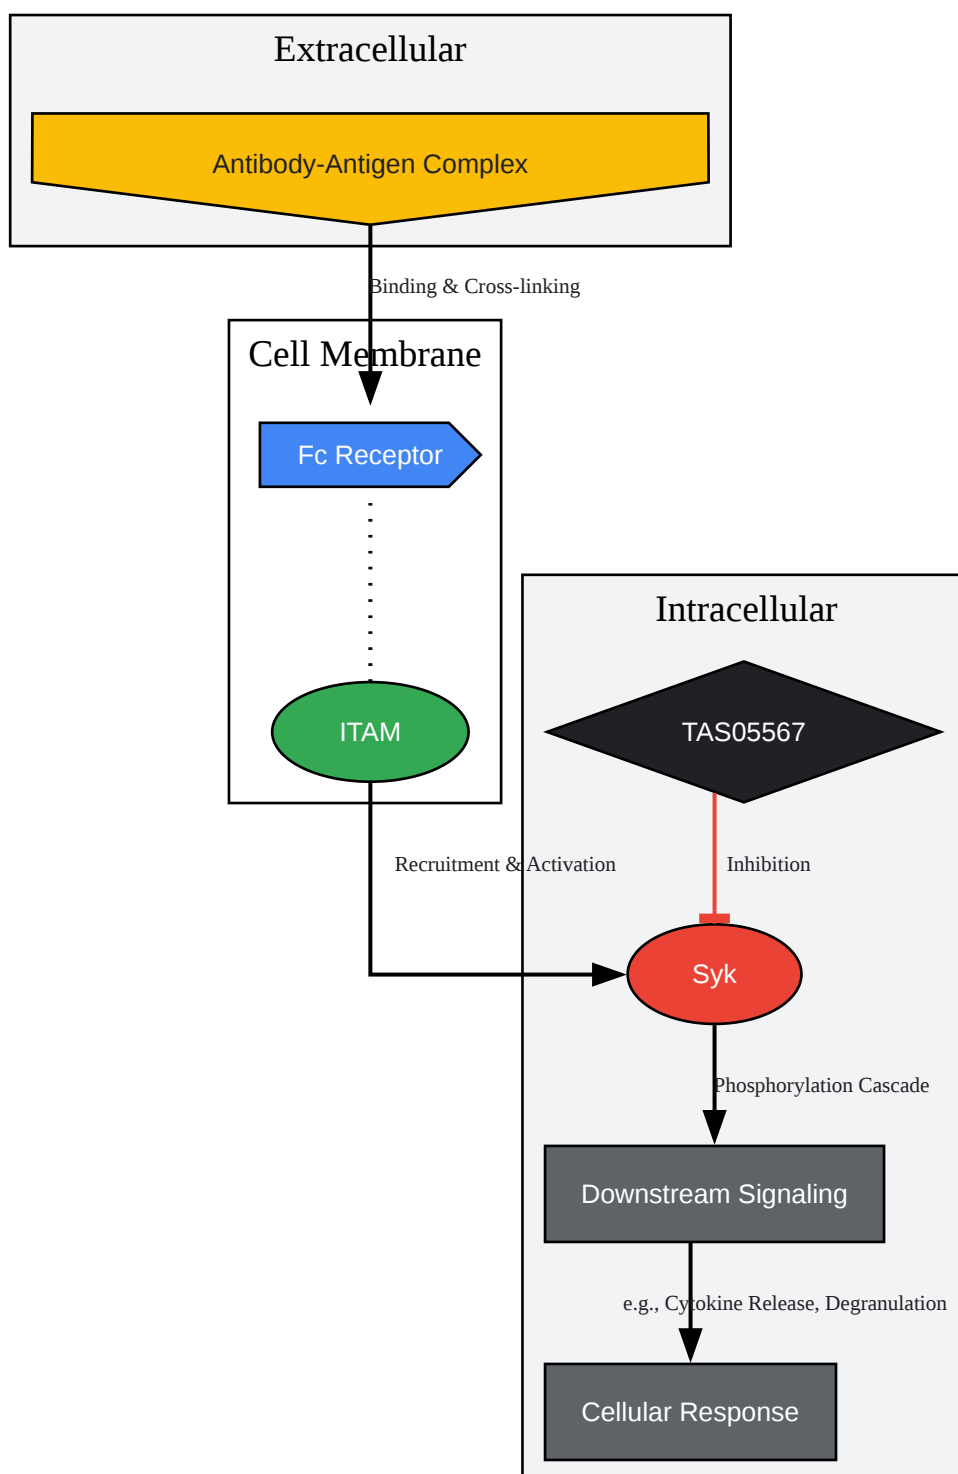 Extracellular
Antibody-Antigen Complex
Binding & Cross-linking
Cell Membrane
Fc Receptor
Intracellular
ITAM
TAS05567
Recruitment & Activation
Inhibition
Syk
Phosphorylation Cascade
Downstream Signaling
e.g., Cytokine Release, Degranulation
Cellular Response